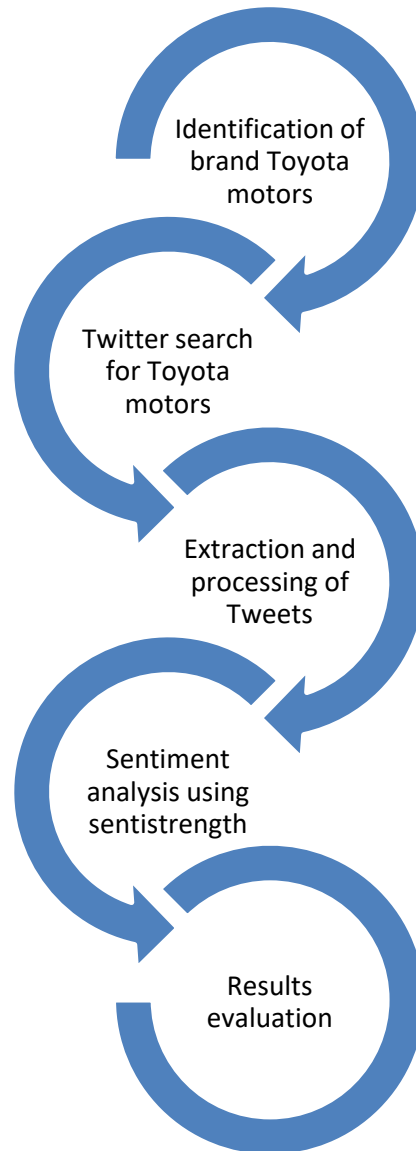 Identification of
brand Toyota
motors
Twitter search
for Toyota
motors
Extraction and
processing of
Tweets
Sentiment
analysis using
sentistrength
Results
evaluation